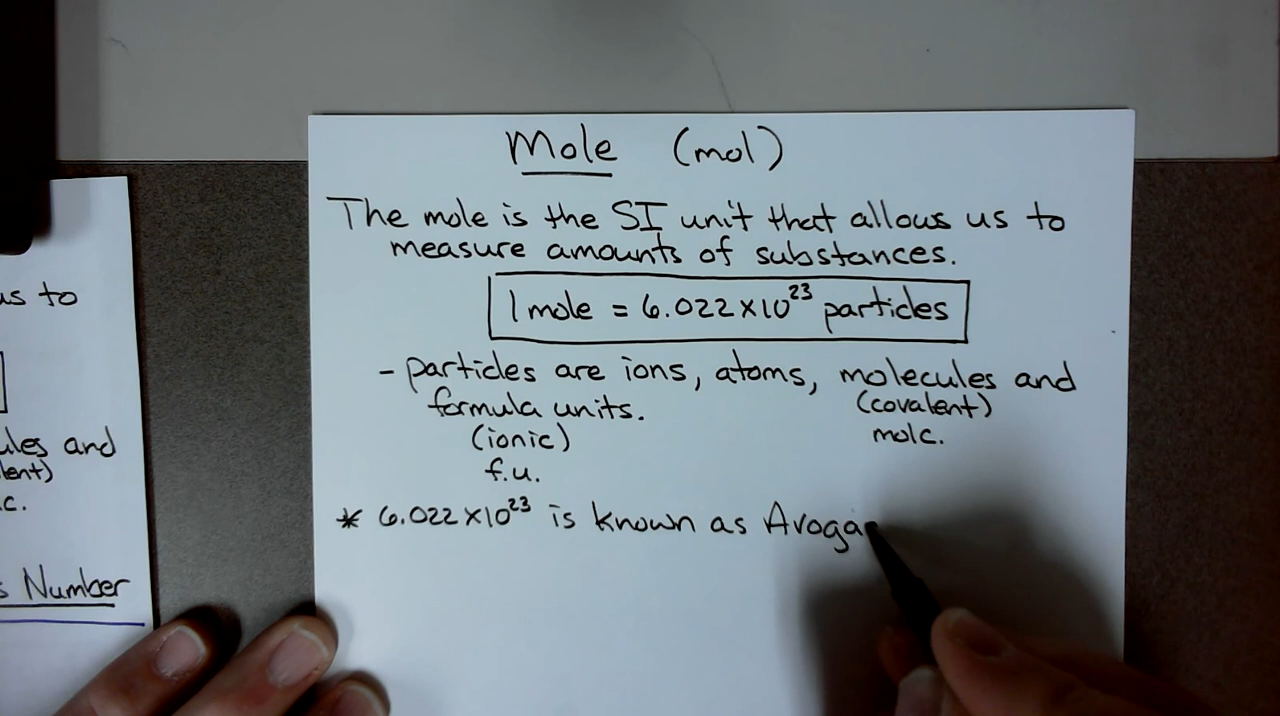 Mole (mol)
The mole is the SI unit that allows us to
measure amounts of substances.
1 mole = 6.022×10²³ particles
- particles are ions, atoms, molecules and
formula units. (covalent)
(ionic) molc.
f.u.
* 6.022×10²³ is known as Avoga
us to
ules and
lent)
c.
s Number